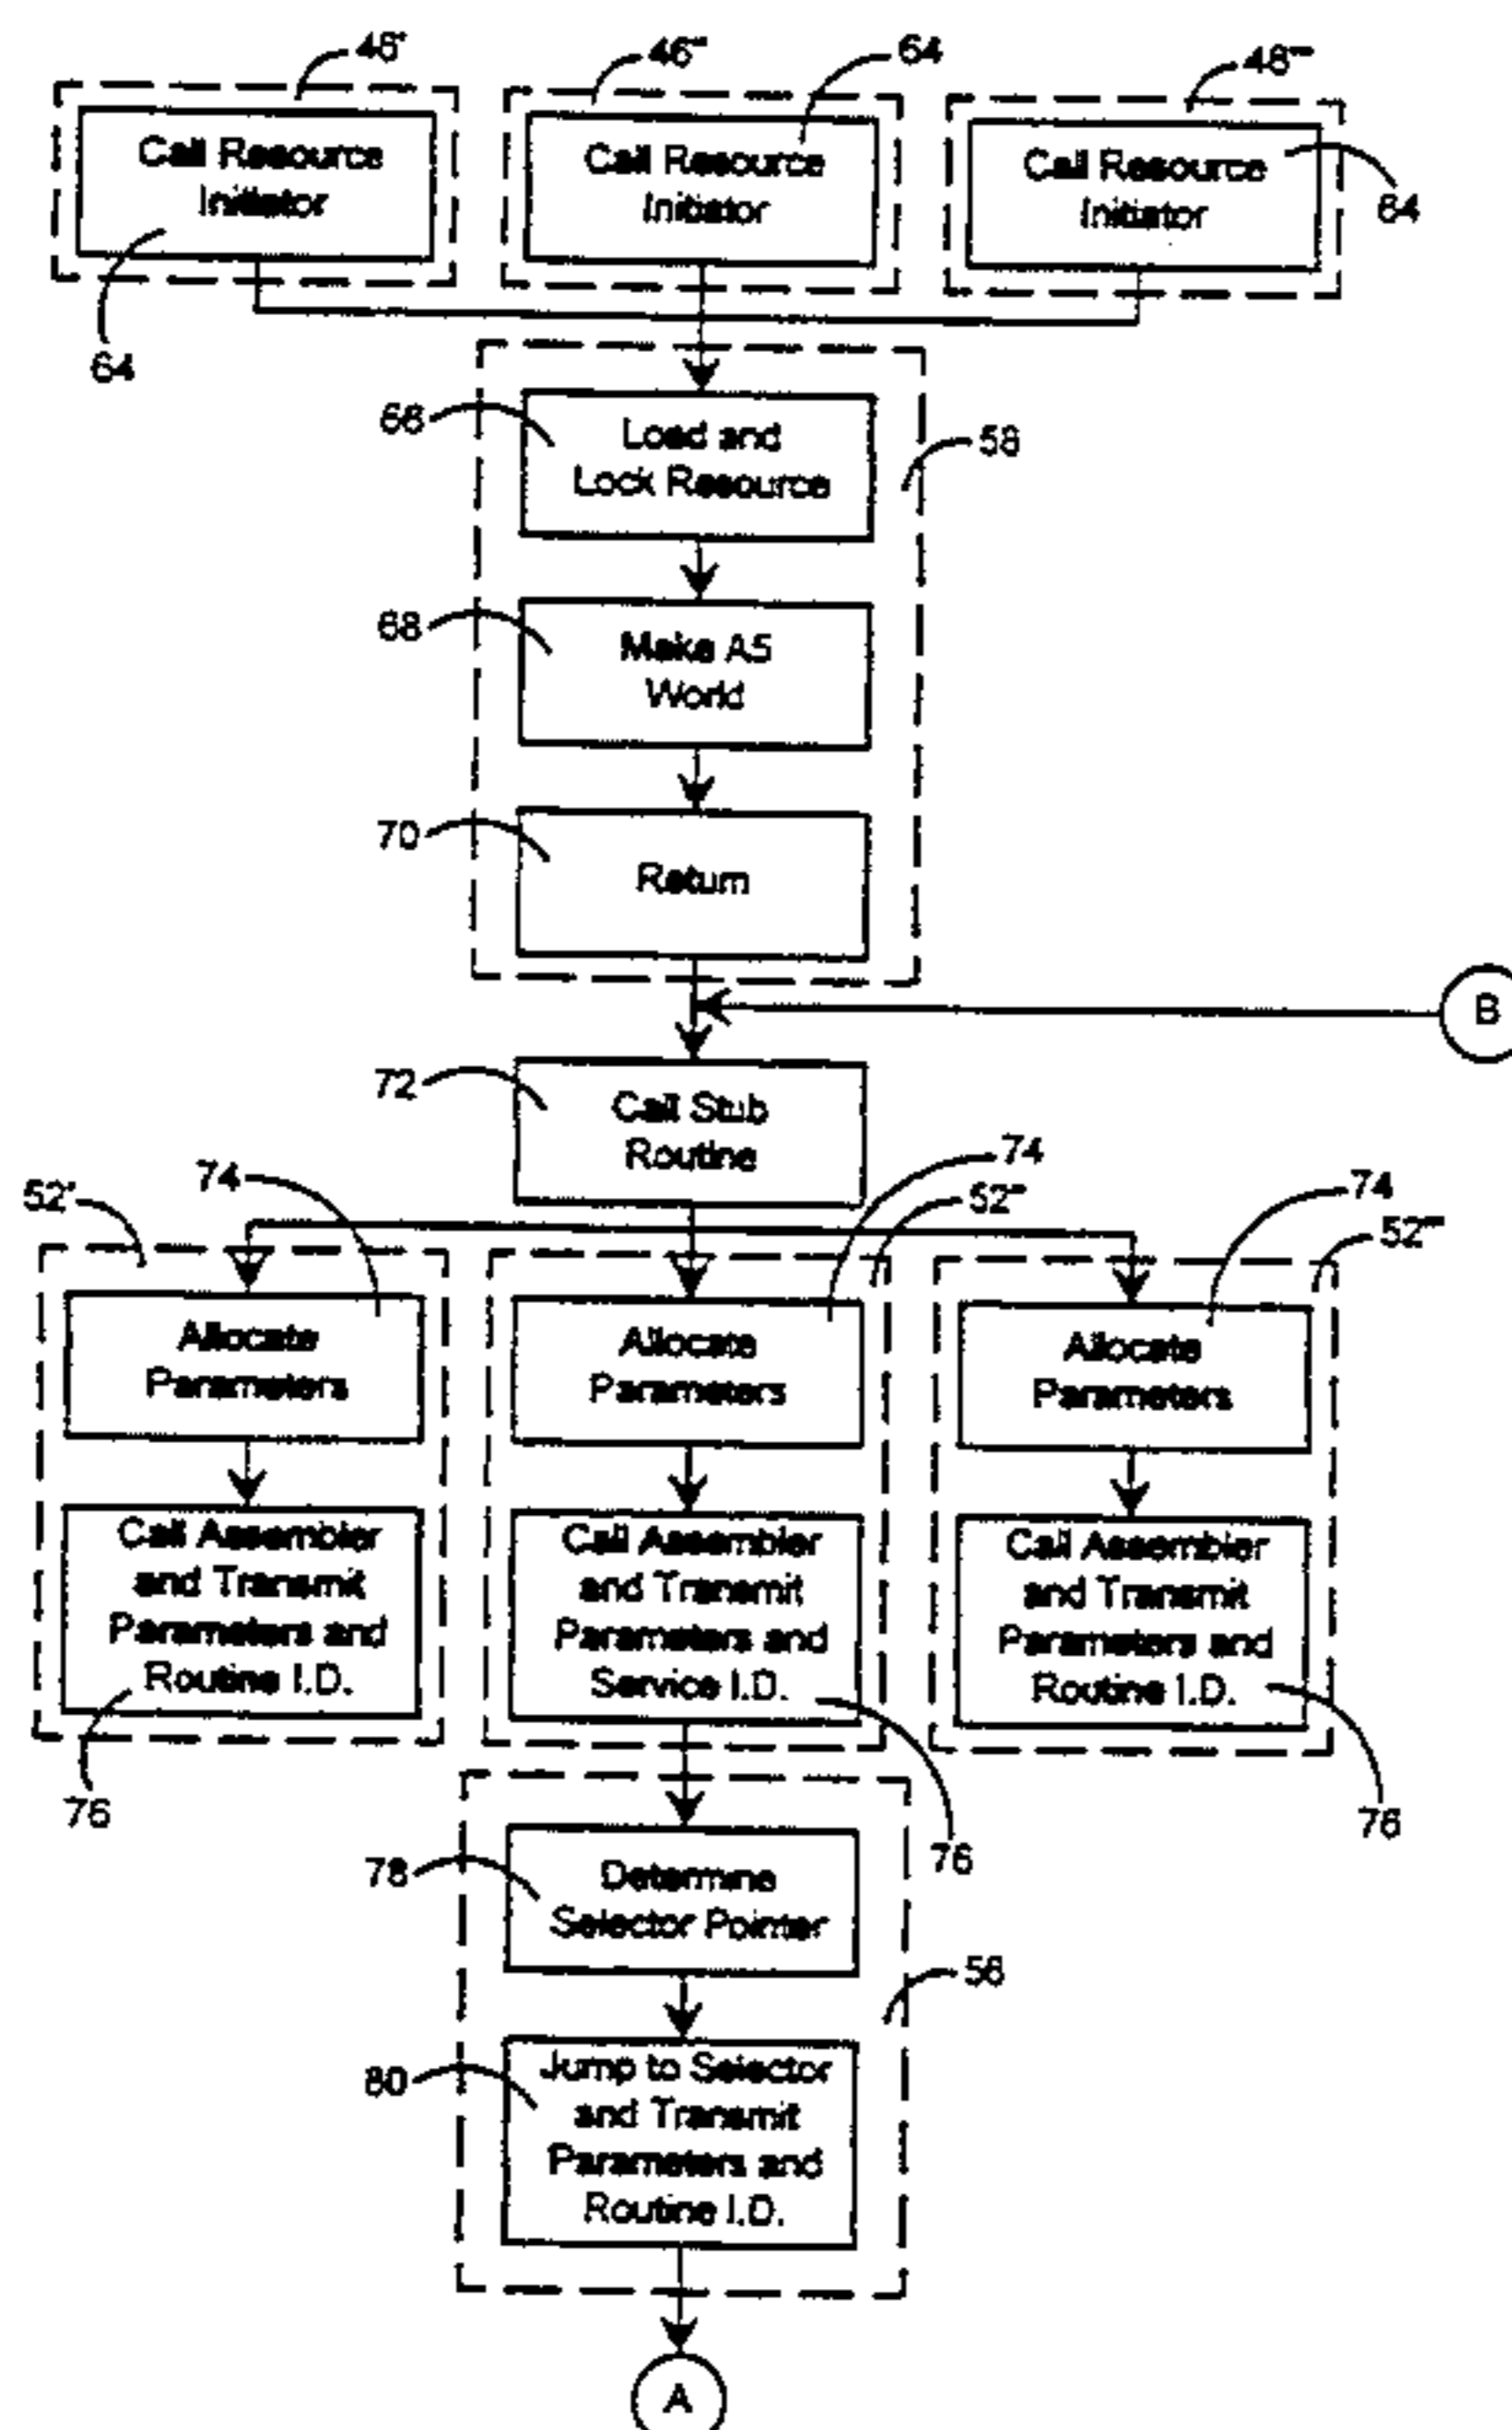 46'
46"
64
46'"
Call Resource
Initiator
Call Resource
Initiator
Call Resource
Initiator
64
64
66
Load and
Lock Resource
58
68
Make A5
World
70
Return
B
72
Call Stub
Routine
74
52'
74
52"
74
52'"
Allocate
Parameters
Allocate
Parameters
Allocate
Parameters
Call Assembler
and Transmit
Parameters and
Routine I.D.
Call Assembler
and Transmit
Parameters and
Service I.D.
Call Assembler
and Transmit
Parameters and
Routine I.D.
76
76
76
78
Determine
Selector Pointer
56
80
Jump to Selector
and Transmit
Parameters and
Routine I.D.
A